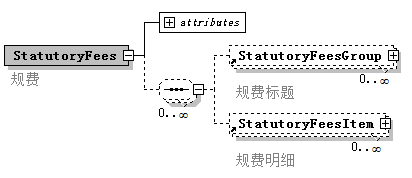 attributes
StatutoryFees
规费
StatutoryFeesGroup
0..∞
规费标题
0..∞
StatutoryFeesItem
0..∞
规费明细